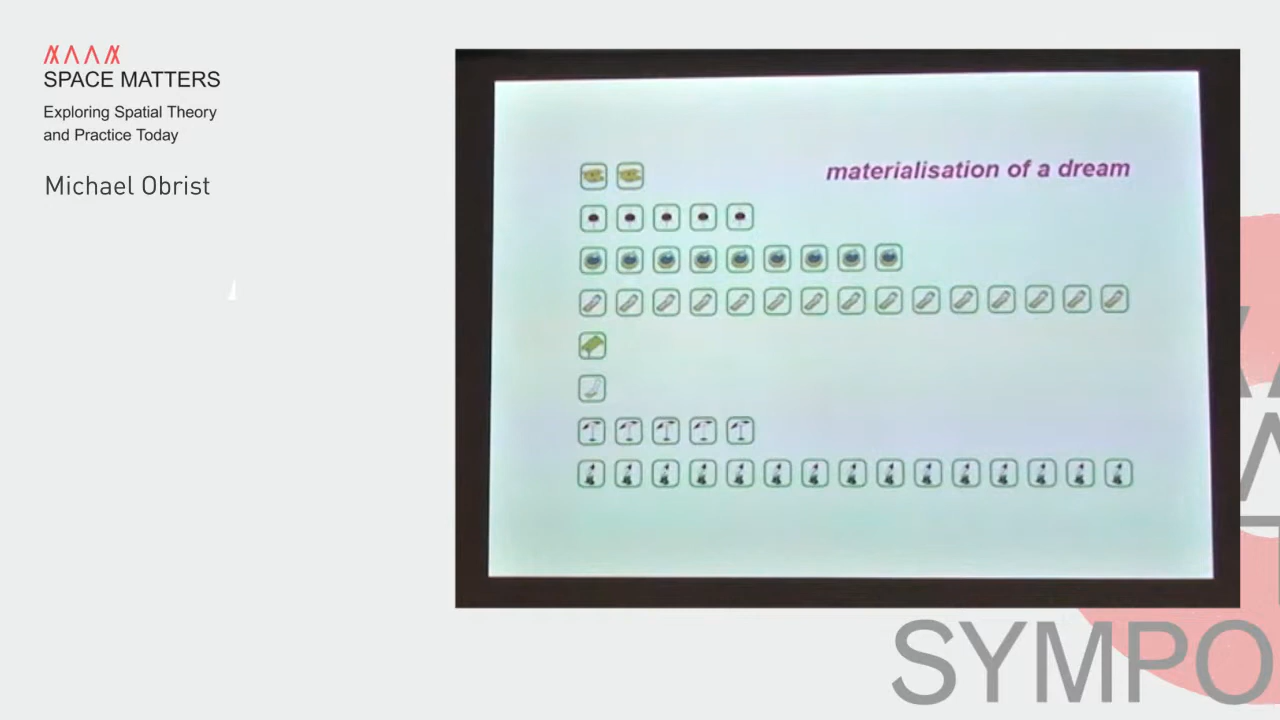 SPACE MATTERS
Exploring Spatial Theory
and Practice Today
Michael Obrist
materialisation of a dream
SYMPO